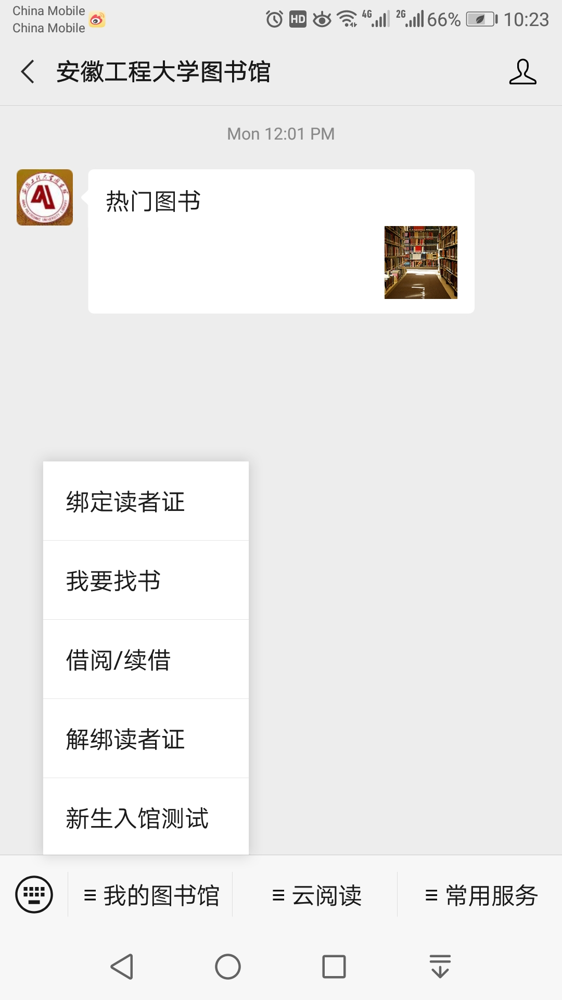 China Mobile
China Mobile
HD
4G
2G
66%
10:23
安徽工程大学图书馆
Mon 12:01 PM
热门图书
绑定读者证
我要找书
借阅/续借
解绑读者证
新生入馆测试
我的图书馆
云阅读
常用服务